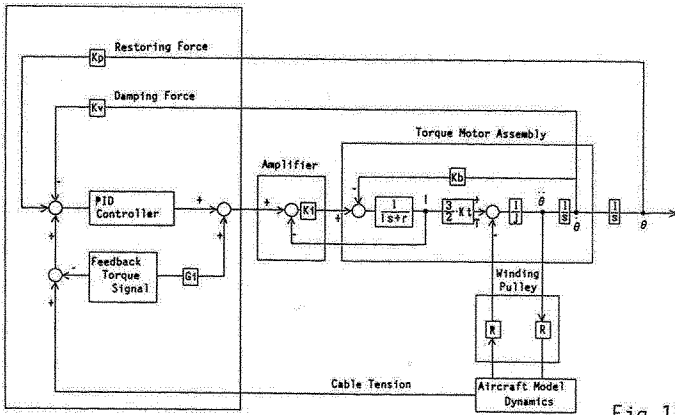 Restoring Force
Kp
Damping Force
Kv
Torque Motor Assembly
Amplifier
Kb
PID
Controller
+
+
+
Ki
+
1
ls+r
I
3
2
·Kt
T
1
J
θ̈
1
s
θ̇
1
s
θ
Feedback
Torque
Signal
Gi
Winding
Pulley
R
R
Cable Tension
Aircraft Model
Dynamics
Fig 1